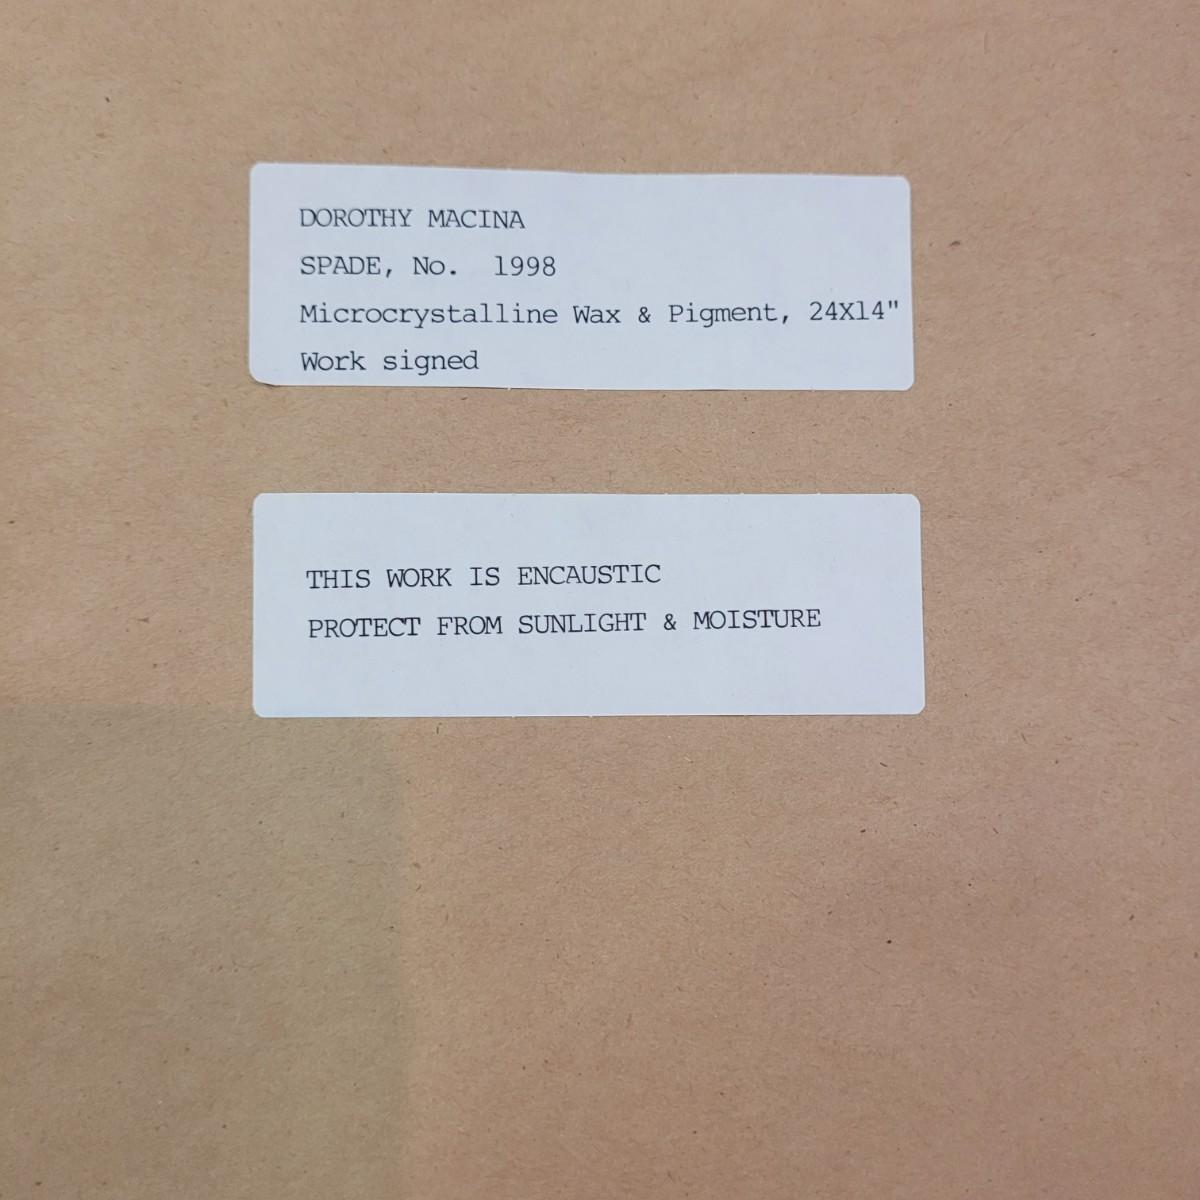 DOROTHY MACINA
SPADE, No.  1998
Microcrystalline Wax & Pigment, 24X14"
Work signed
THIS WORK IS ENCAUSTIC
PROTECT FROM SUNLIGHT & MOISTURE